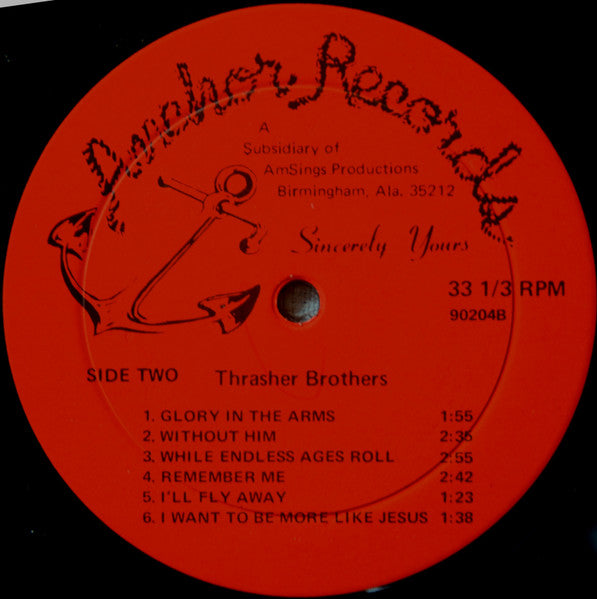 Anchor Records
A
Subsidiary of
AmSings Productions
Birmingham, Ala. 35212
Sincerely Yours
33 1/3 RPM
90204B
SIDE TWO Thrasher Brothers
1. GLORY IN THE ARMS 1:55
2. WITHOUT HIM 2:35
3. WHILE ENDLESS AGES ROLL 2:55
4. REMEMBER ME 2:42
5. I'LL FLY AWAY 1:23
6. I WANT TO BE MORE LIKE JESUS 1:38